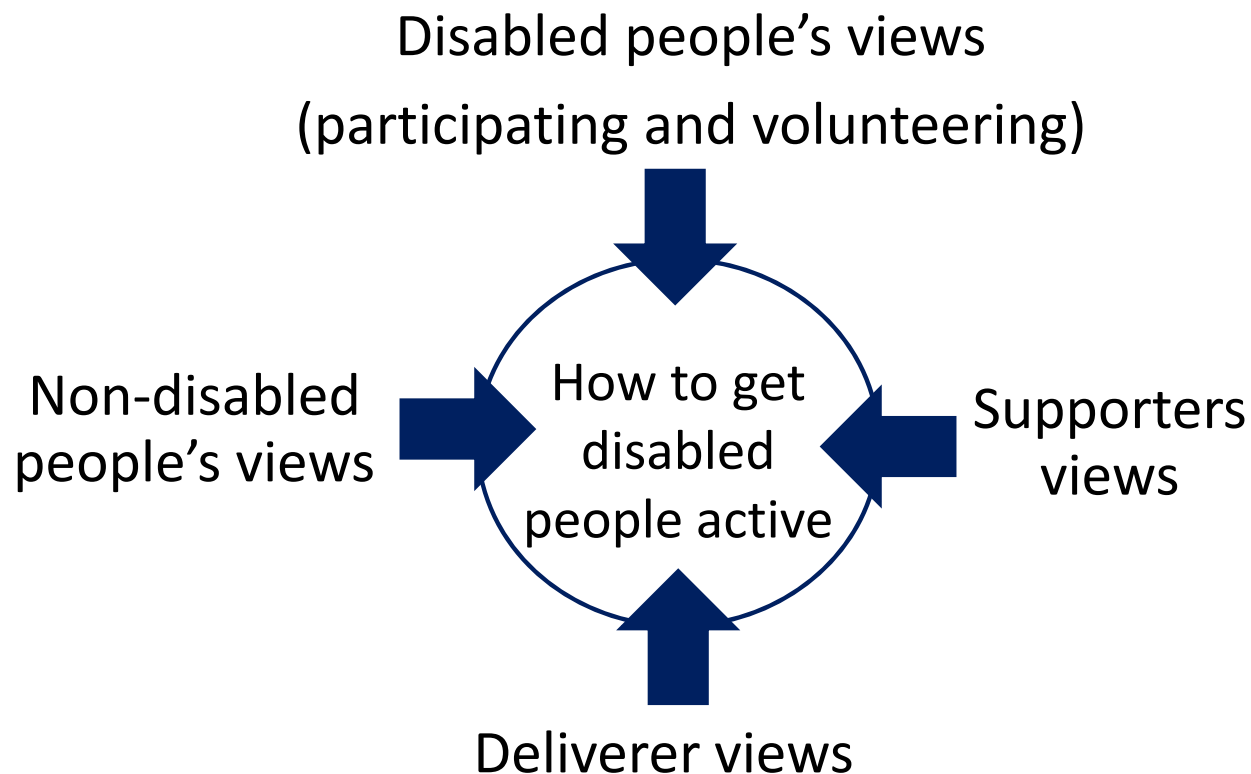 Disabled people’s views
(participating and volunteering)
Non-disabled
people’s views
How to get
disabled
people active
Supporters
views
Deliverer views